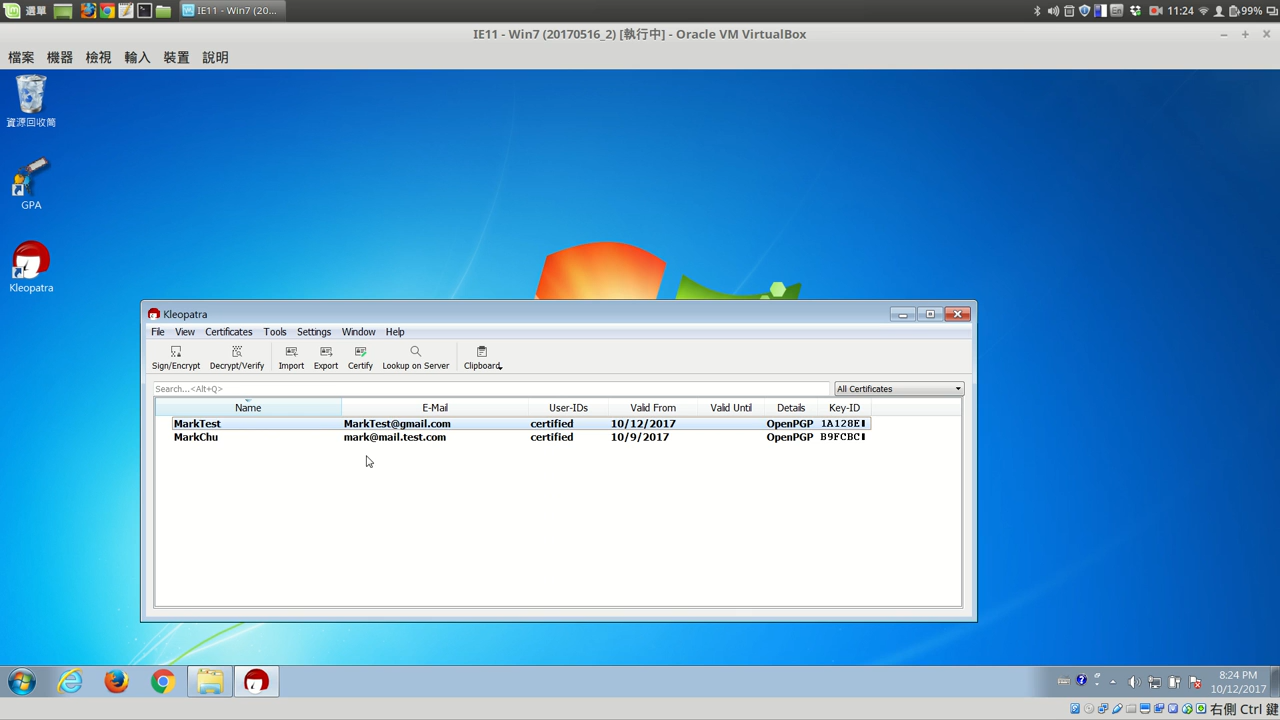 選單 IE11 - Win7 (20... En 11:24 99%
IE11 - Win7 (20170516_2) [執行中] - Oracle VM VirtualBox
檔案 機器 檢視 輸入 裝置 說明
資源回收筒
GPA
Kleopatra
Kleopatra
File View Certificates Tools Settings Window Help
Sign/Encrypt Decrypt/Verify Import Export Certify Lookup on Server Clipboard
Search...<Alt+Q> All Certificates
Name E-Mail User-IDs Valid From Valid Until Details Key-ID
MarkTest MarkTest@gmail.com certified 10/12/2017 OpenPGP 1A128E
MarkChu mark@mail.test.com certified 10/9/2017 OpenPGP B9FCBC
8:24 PM
10/12/2017
右側 Ctrl 鍵